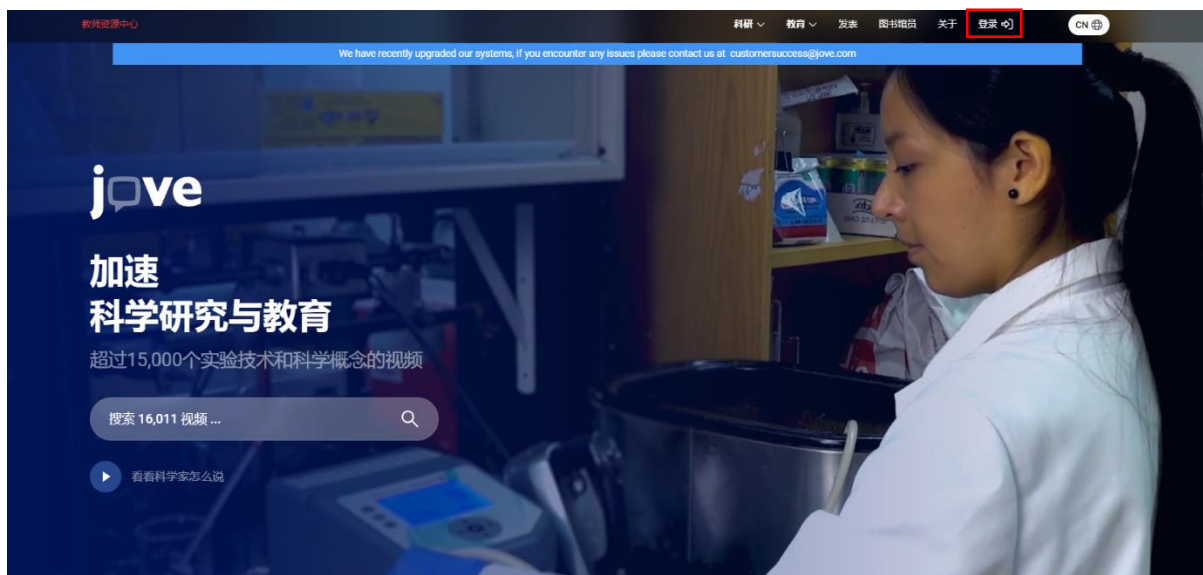 教师资源中心
科研 教育 发表 图书馆员 关于 登录 CN
We have recently upgraded our systems, if you encounter any issues please contact us at customersuccess@jove.com
jove
加速
科学研究与教育
超过15,000个实验技术和科学概念的视频
搜索 16,011 视频 ...
看看科学家怎么说